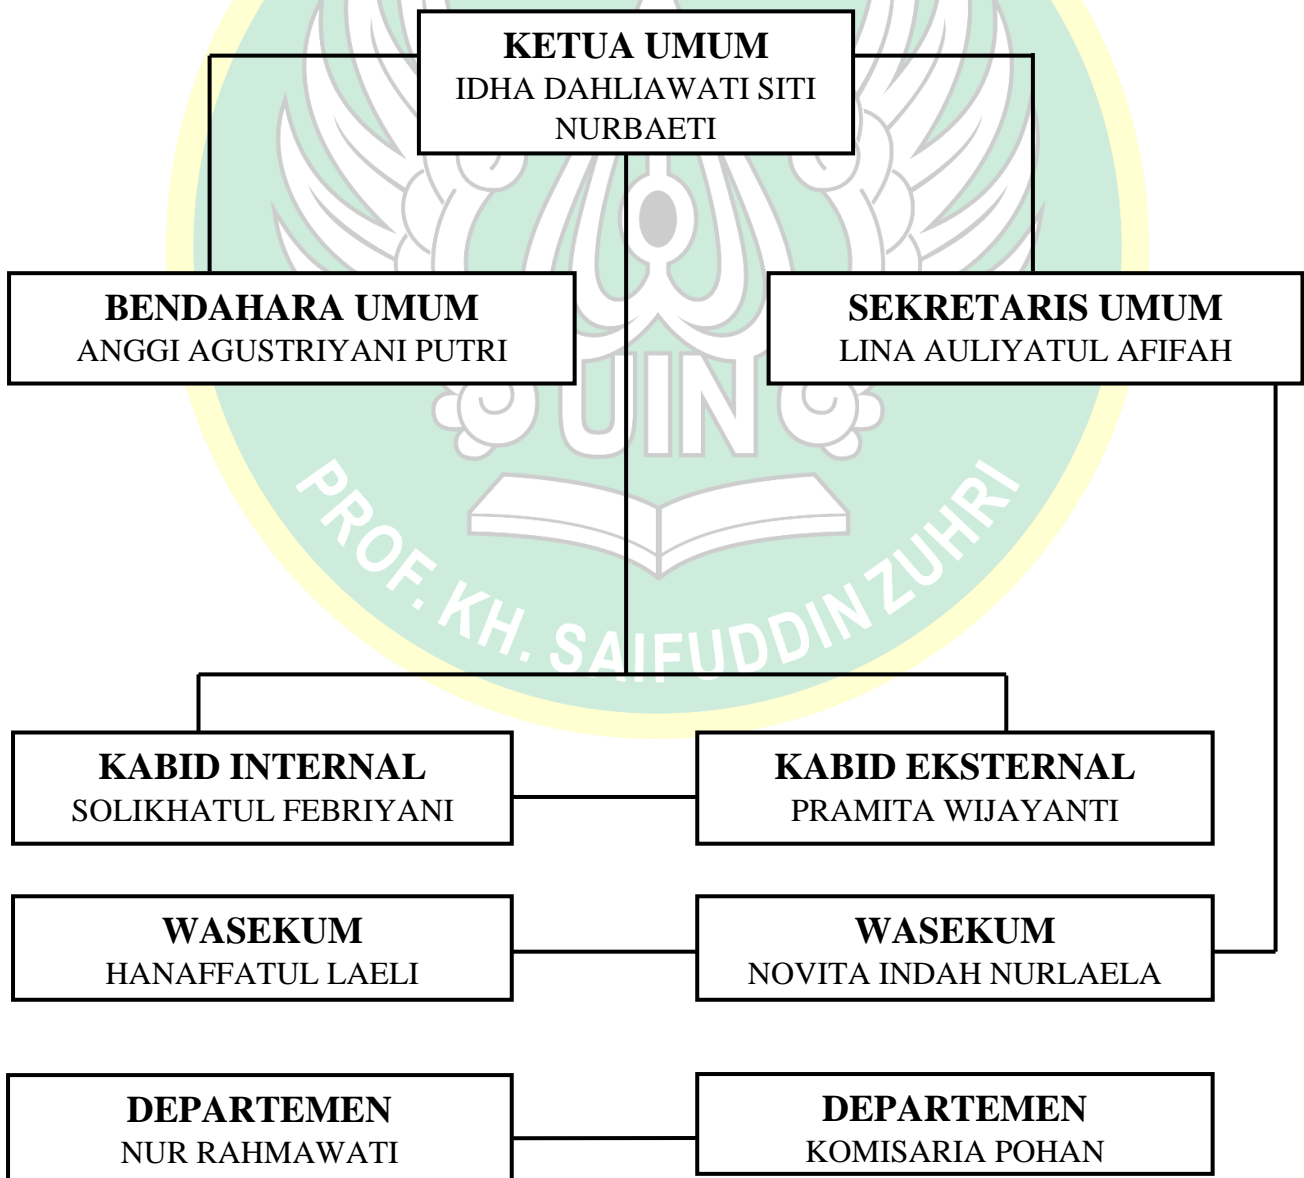 KETUA UMUM
IDHA DAHLIAWATI SITI
NURBAETI
BENDAHARA UMUM
ANGGI AGUSTRIYANI PUTRI
SEKRETARIS UMUM
LINA AULIYATUL AFIFAH
UIN
PROF. KH. SAIFUDDIN ZUHRI
KABID INTERNAL
SOLIKHATUL FEBRIYANI
KABID EKSTERNAL
PRAMITA WIJAYANTI
WASEKUM
HANAFFATUL LAELI
WASEKUM
NOVITA INDAH NURLAELA
DEPARTEMEN
NUR RAHMAWATI
DEPARTEMEN
KOMISARIA POHAN